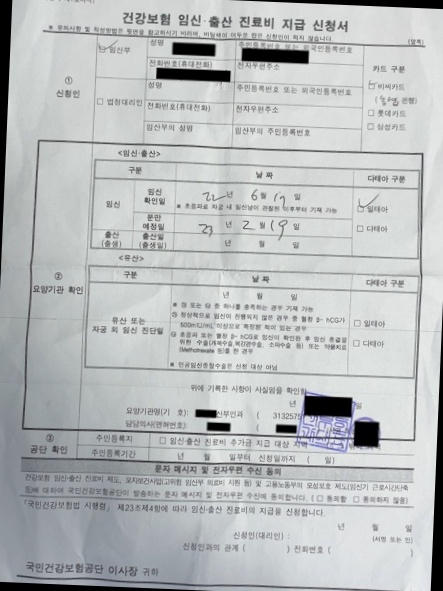 건강보험 임신·출산 진료비 지급 신청서
※ 유의사항 및 작성방법은 뒷면을 참고하시기 바라며, 바탕색이 어두운 란은 신청인이 적지 않습니다. (앞쪽)
①
신청인
임산부
성명
주민등록번호 또는 외국인등록번호
전화번호(휴대전화)
전자우편주소
카드 구분
비씨카드
(농협 은행)
□ 롯데카드
□ 삼성카드
□ 법정대리인
성명
주민등록번호 또는 외국인등록번호
전화번호(휴대전화)
전자우편주소
임산부의 성명
임산부의 주민등록번호
②
요양기관 확인
<임신·출산>
구분
날 짜
다태아 구분
임신
임신
확인일
22 년 6 월 17 일
※ 초음파로 자궁 내 임신낭이 관찰된 이후부터 기재 가능
일태아
□ 다태아
분만
예정일
23 년 2 월 19 일
출산
(출생)
출산일
(출생일)
년 월 일
<유산>
구분
날 짜
다태아 구분
유산 또는
자궁 외 임신 진단일
년 월 일
※ ㉮ 또는 ㉯ 중 하나를 충족하는 경우 기재 가능
㉮ 정상적으로 임신이 진행되지 않은 경우 중 혈청 β- hCG가
500mIU/mL 이상으로 측정된 적이 있는 경우
㉯ 초음파 또는 혈청 β- hCG로 임신이 확인된 후 임신 종결을
위한 수술(개복수술,복강경수술, 소파수술 등) 또는 약물치료
(Methotrexate 등)를 한 경우
※ 인공임신중절수술은 신청 대상 아님
□ 일태아
□ 다태아
위에 기록한 사항이 사실임을 확인함
년 일
요양기관명(기 호): 산부인과 ( 3132575
담당의사(면허번호):
③
공단 확인
주민등록지
□ 임신·출산 진료비 추가금 지급 대상 지역
주민등록기간
년 월 일부터 신청일까지 ( 일)
문자 메시지 및 전자우편 수신 동의
건강보험 임신·출산 진료비 제도, 모자보건사업(고위험 임산부 의료비 지원 등) 및 고용노동부의 모성보호 제도(임신기 근로시간단축
등)에 대하여 국민건강보험공단이 발송하는 문자 메시지 및 전자우편 수신에 동의합니다. □ 동의함 □ 동의하지 않음)
「국민건강보험법 시행령」 제23조제4항에 따라 임신·출산 진료비의 지급을 신청합니다.
년 월 일
신청인(대리인) : (서명 또는 인)
신청인과의 관계 ( ) 전화번호 ( )
국민건강보험공단 이사장 귀하